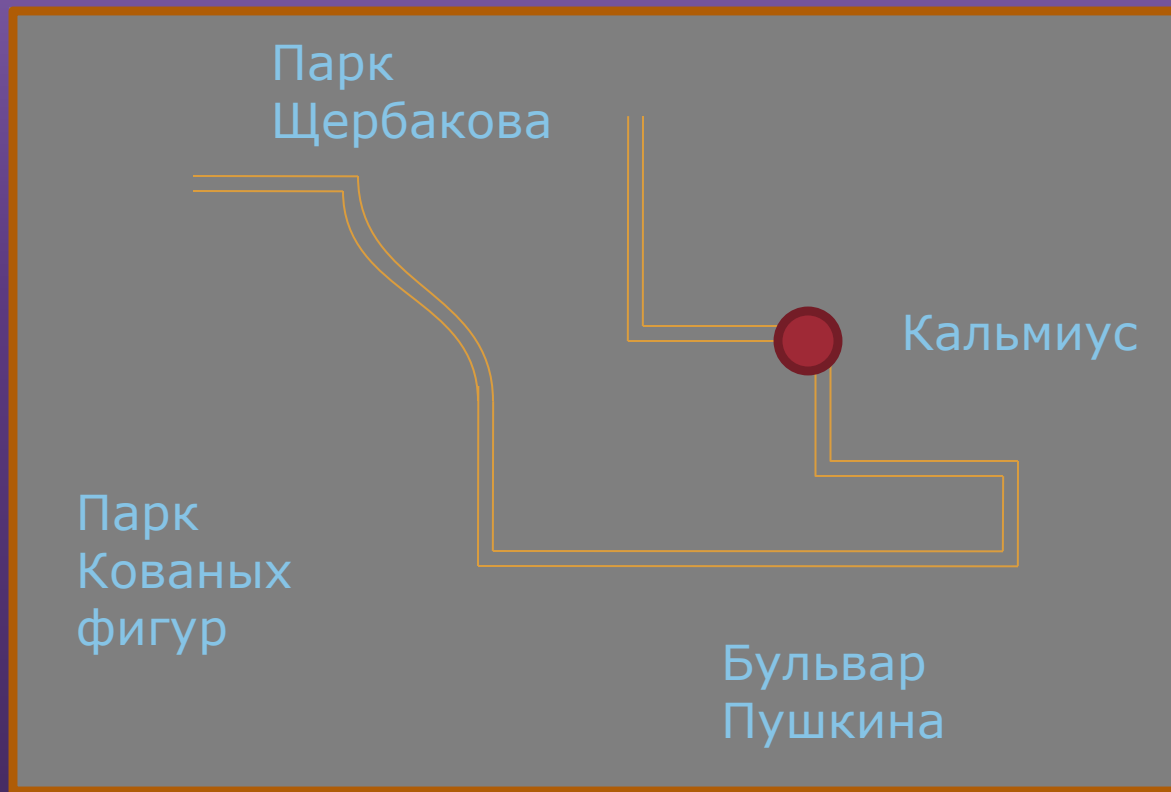 Парк
Щербакова
Кальмиус
Парк
Кованых
фигур
Бульвар
Пушкина